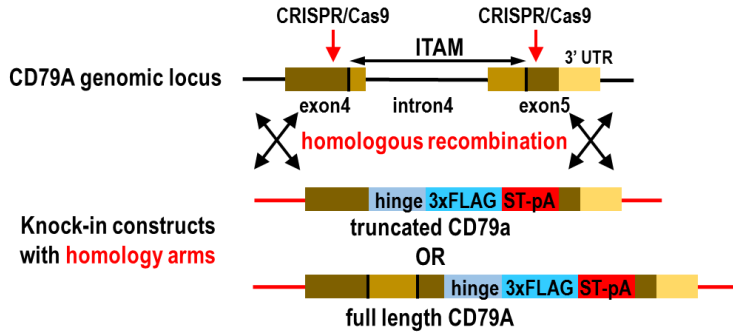 CRISPR/Cas9 CRISPR/Cas9
ITAM
3' UTR
CD79A genomic locus
exon4 intron4 exon5
homologous recombination
hinge 3xFLAG ST-pA
Knock-in constructs
with homology arms
truncated CD79a
OR
hinge 3xFLAG ST-pA
full length CD79A